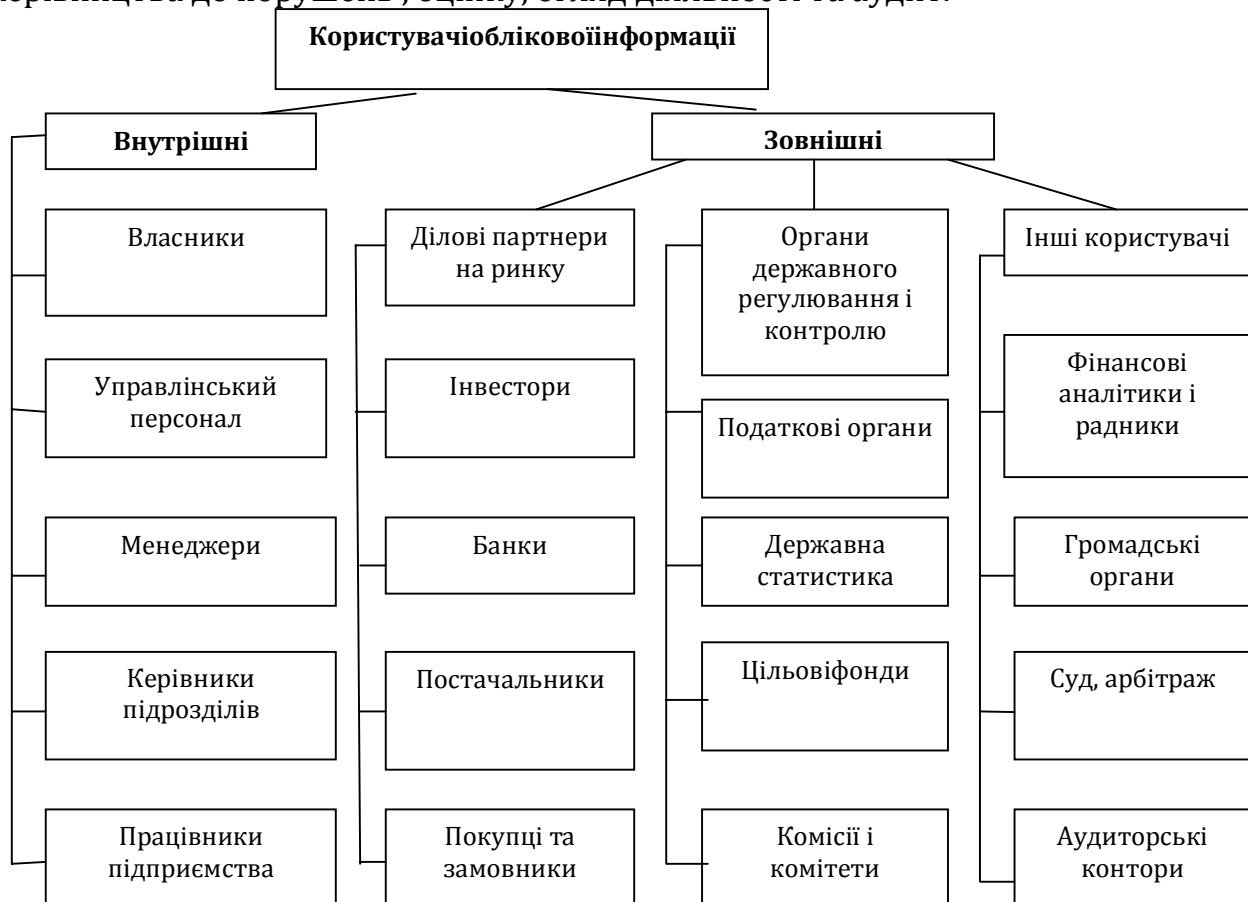 Користувачіобліковоїінформації
Внутрішні
Зовнішні
Власники
Управлінський
персонал
Менеджери
Керівники
підрозділів
Працівники
підприємства
Ділові партнери
на ринку
Інвестори
Банки
Постачальники
Покупці та
замовники
Органи
державного
регулювання і
контролю
Податкові органи
Державна
статистика
Цільовіфонди
Комісії і
комітети
Інші користувачі
Фінансові
аналітики і
радники
Громадські
органи
Суд, арбітраж
Аудиторські
контори